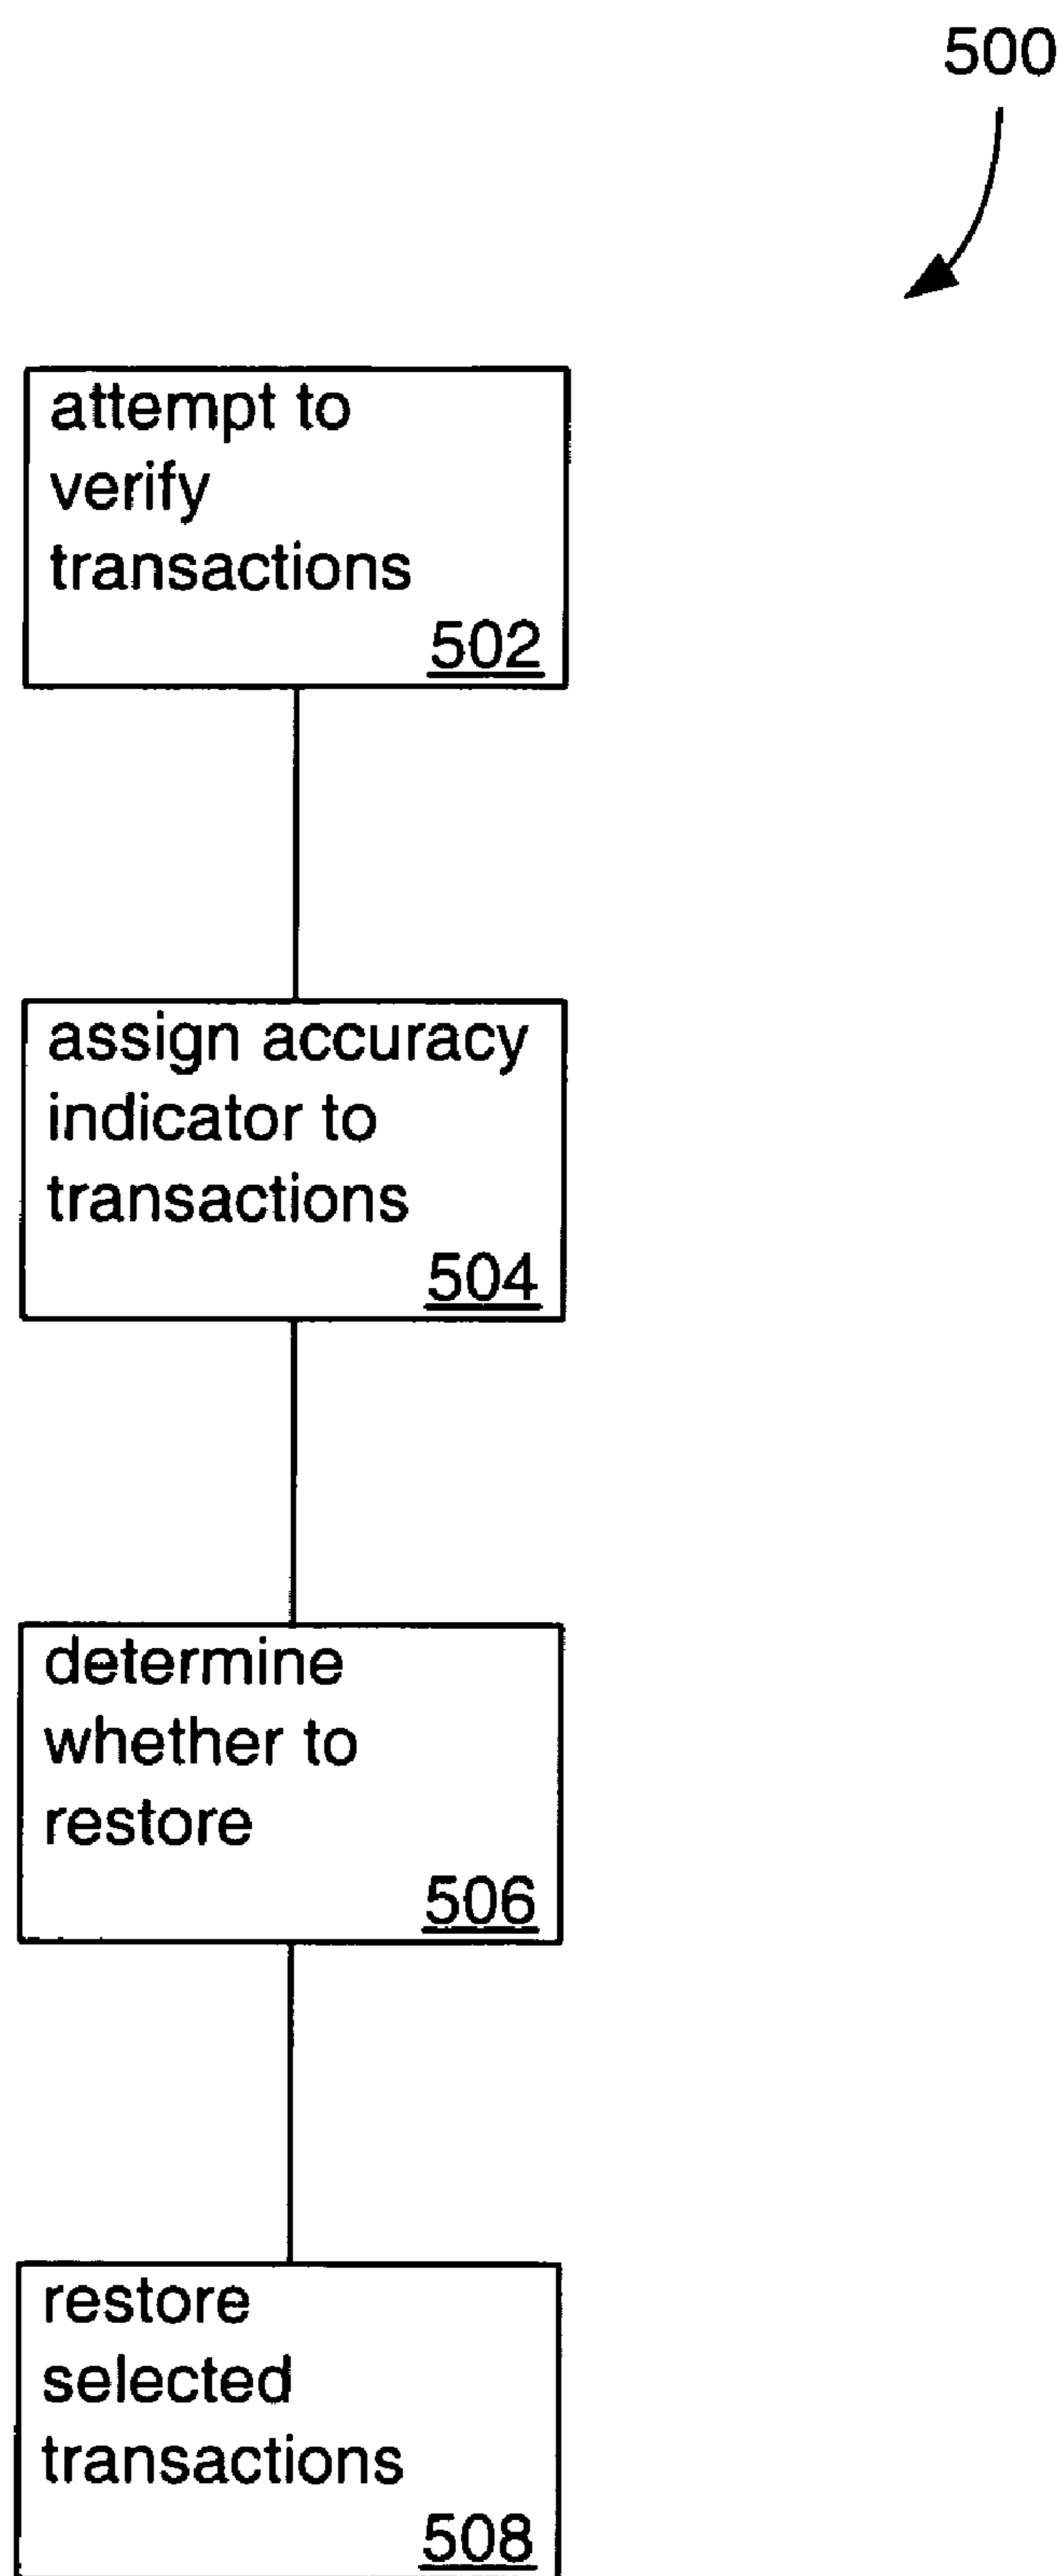 500
attempt to
verify
transactions
502
assign accuracy
indicator to
transactions
504
determine
whether to
restore
506
restore
selected
transactions
508